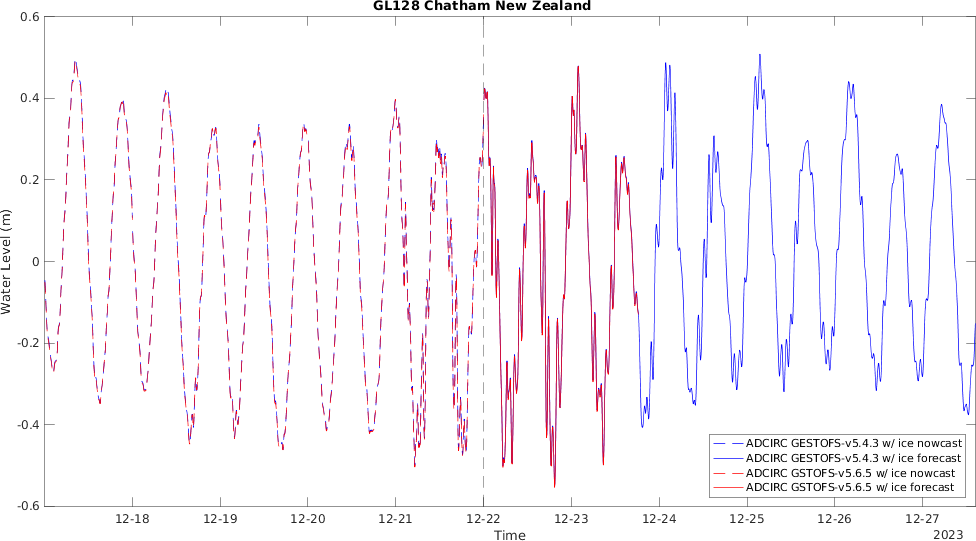 GL128 Chatham New Zealand
Water Level (m)
0.6
0.4
0.2
0
-0.2
-0.4
-0.6
ADCIRC GESTOFS-v5.4.3 w/ ice nowcast
ADCIRC GESTOFS-v5.4.3 w/ ice forecast
ADCIRC GSTOFS-v5.6.5 w/ ice nowcast
ADCIRC GSTOFS-v5.6.5 w/ ice forecast
12-18 12-19 12-20 12-21 12-22 12-23 12-24 12-25 12-26 12-27
Time
2023